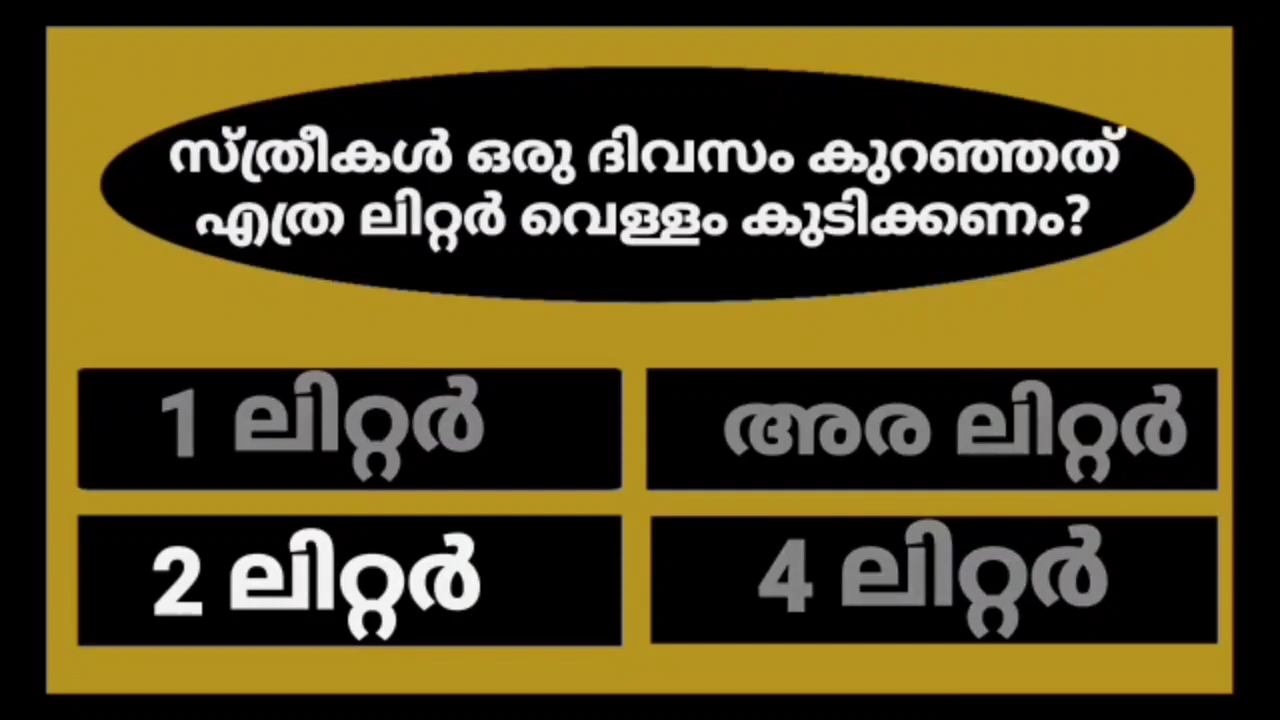 സ്ത്രീകൾ ഒരു ദിവസം കുറഞ്ഞത്
എത്ര ലിറ്റർ വെള്ളം കുടിക്കണം?
1 ലിറ്റർ
അര ലിറ്റർ
2 ലിറ്റർ
4 ലിറ്റർ